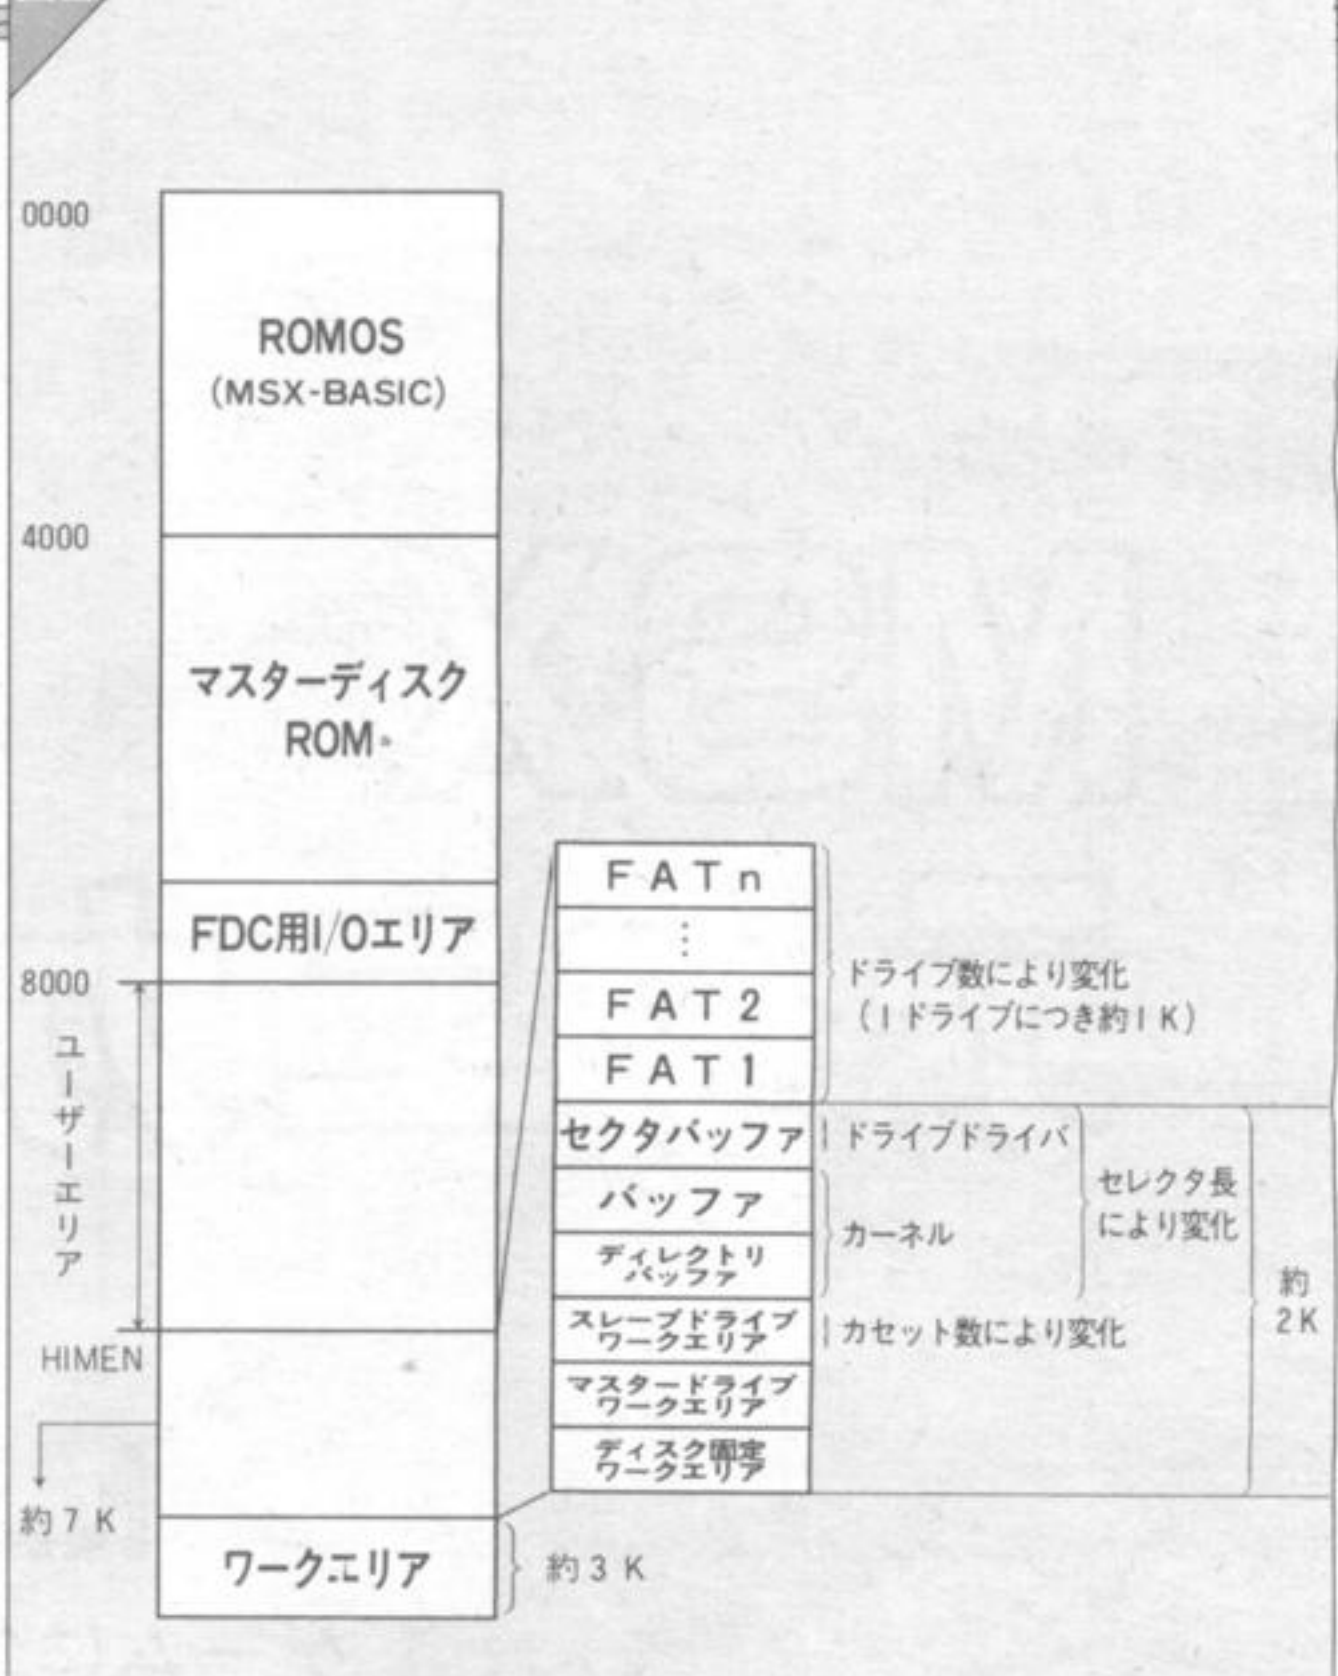 0000
ROMOS
(MSX-BASIC)
4000
マスターディスク
ROM
FDC用I/Oエリア
8000
ユーザーエリア
HIMEN
約7K
ワークエリア
約3K
FATn
⋮
FAT2
FAT1
ドライブ数により変化
(1ドライブにつき約1K)
セクタバッファ
ドライブドライバ
バッファ
ディレクトリ
バッファ
カーネル
セレクタ長
により変化
スレーブドライブ
ワークエリア
カセット数により変化
マスタードライブ
ワークエリア
ディスク固定
ワークエリア
約
2K